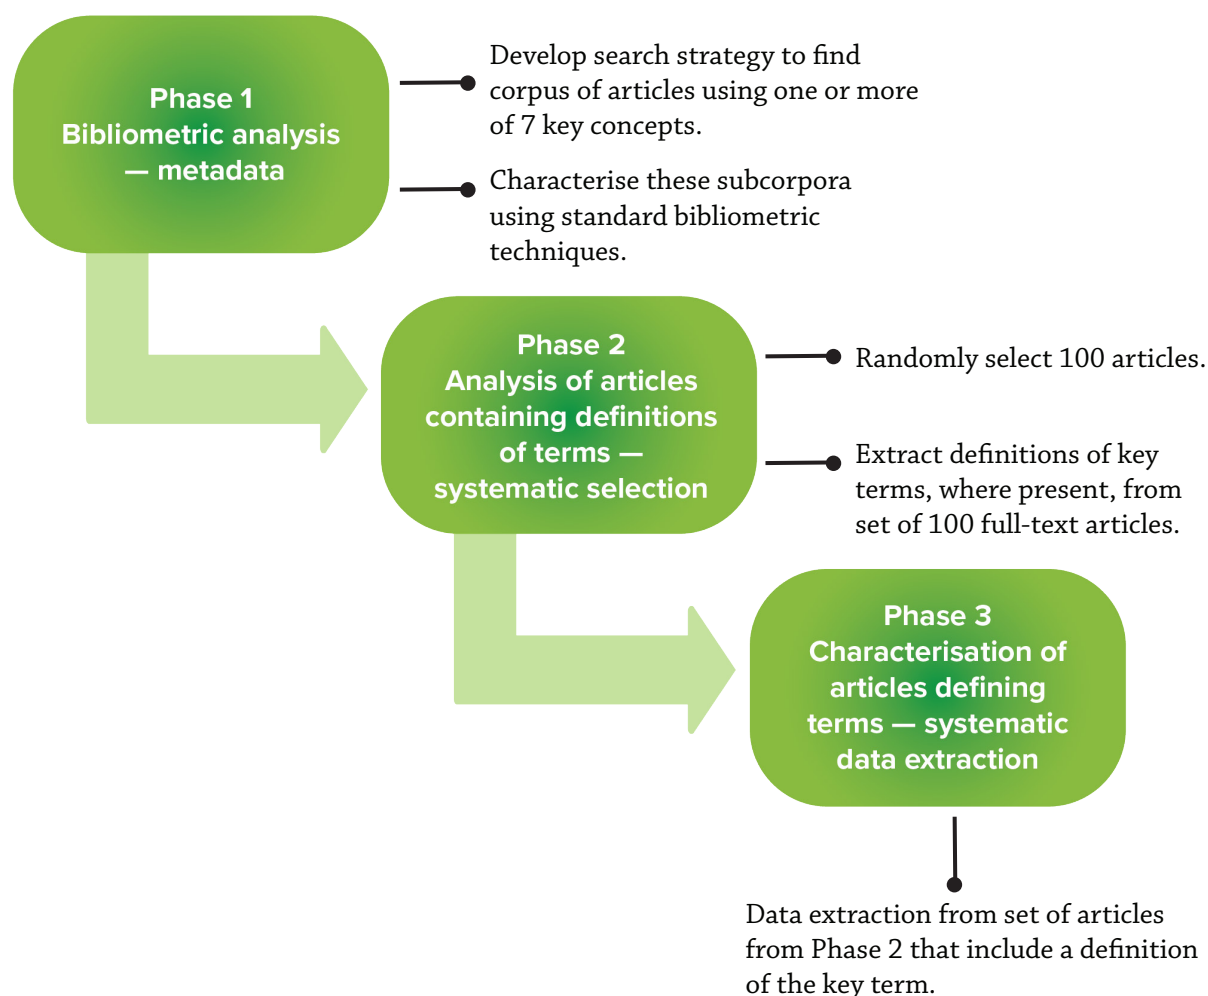 Phase 1
Bibliometric analysis
— metadata
Develop search strategy to find
corpus of articles using one or more
of 7 key concepts.
Characterise these subcorpora
using standard bibliometric
techniques.
Phase 2
Analysis of articles
containing definitions
of terms —
systematic selection
Randomly select 100 articles.
Extract definitions of key
terms, where present, from
set of 100 full-text articles.
Phase 3
Characterisation of
articles defining
terms — systematic
data extraction
Data extraction from set of articles
from Phase 2 that include a definition
of the key term.